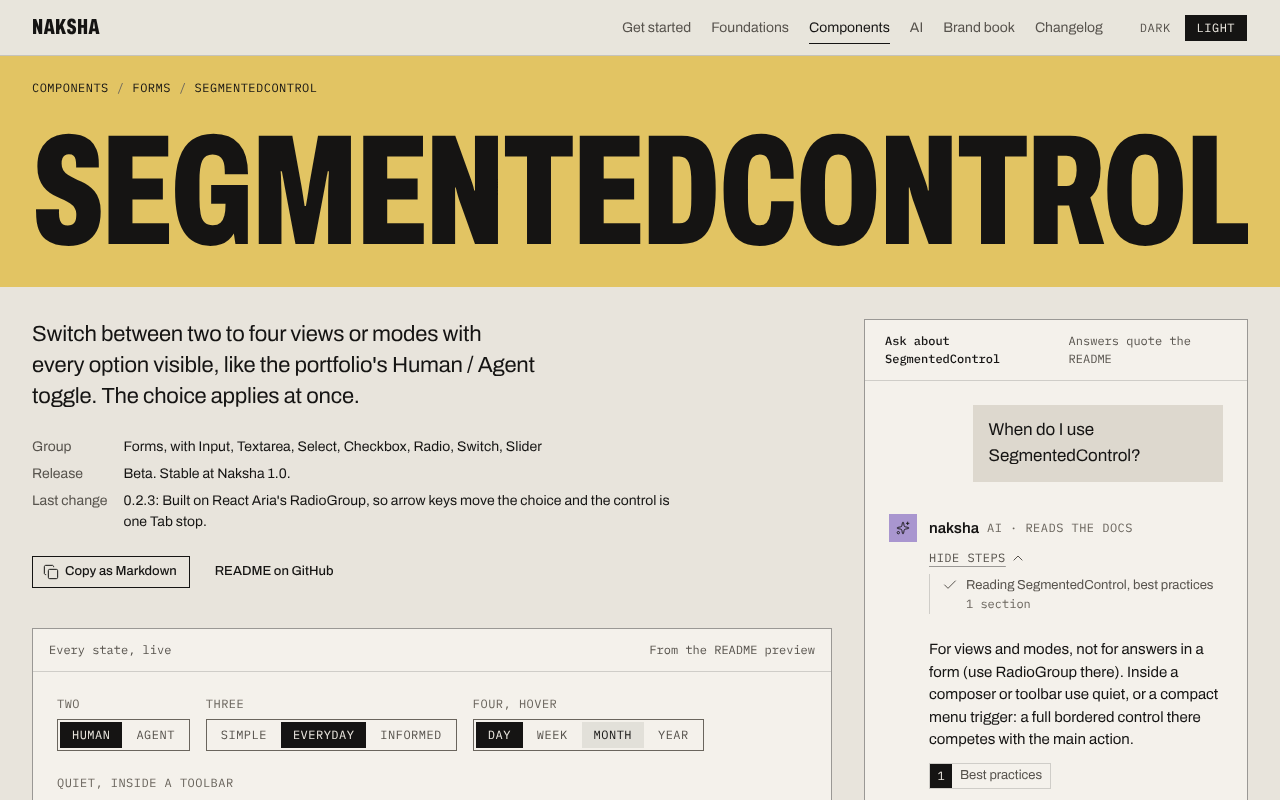 NAKSHA
Get started Foundations Components AI Brand book Changelog DARK LIGHT
COMPONENTS / FORMS / SEGMENTEDCONTROL
SEGMENTEDCONTROL
Switch between two to four views or modes with
every option visible, like the portfolio's Human / Agent
toggle. The choice applies at once.
Group Forms, with Input, Textarea, Select, Checkbox, Radio, Switch, Slider
Release Beta. Stable at Naksha 1.0.
Last change 0.2.3: Built on React Aria's RadioGroup, so arrow keys move the choice and the control is
one Tab stop.
Copy as Markdown README on GitHub
Every state, live From the README preview
TWO THREE FOUR, HOVER
HUMAN AGENT SIMPLE EVERYDAY INFORMED DAY WEEK MONTH YEAR
QUIET, INSIDE A TOOLBAR
Ask about
SegmentedControl
Answers quote the
README
When do I use
SegmentedControl?
naksha AI · READS THE DOCS
HIDE STEPS
Reading SegmentedControl, best practices
1 section
For views and modes, not for answers in a
form (use RadioGroup there). Inside a
composer or toolbar use quiet, or a compact
menu trigger: a full bordered control there
competes with the main action.
1 Best practices